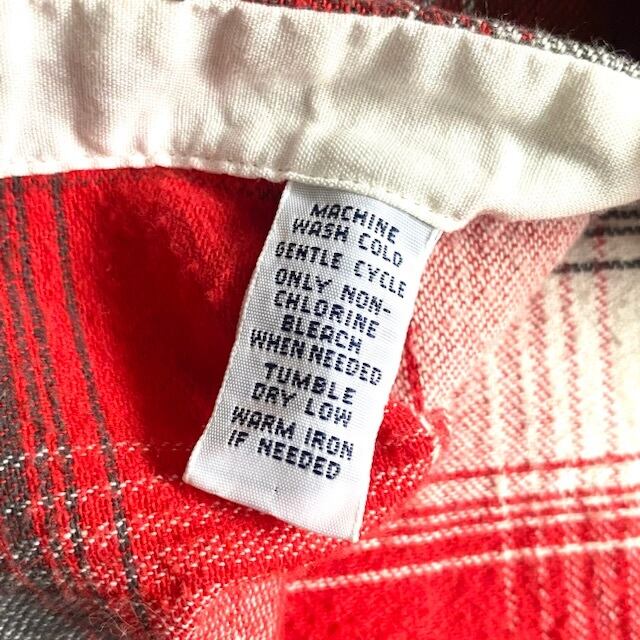 MACHINE
WASH COLD
GENTLE CYCLE
ONLY NON-
CHLORINE
BLEACH
WHEN NEEDED
TUMBLE
DRY LOW
WARM IRON
IF NEEDED